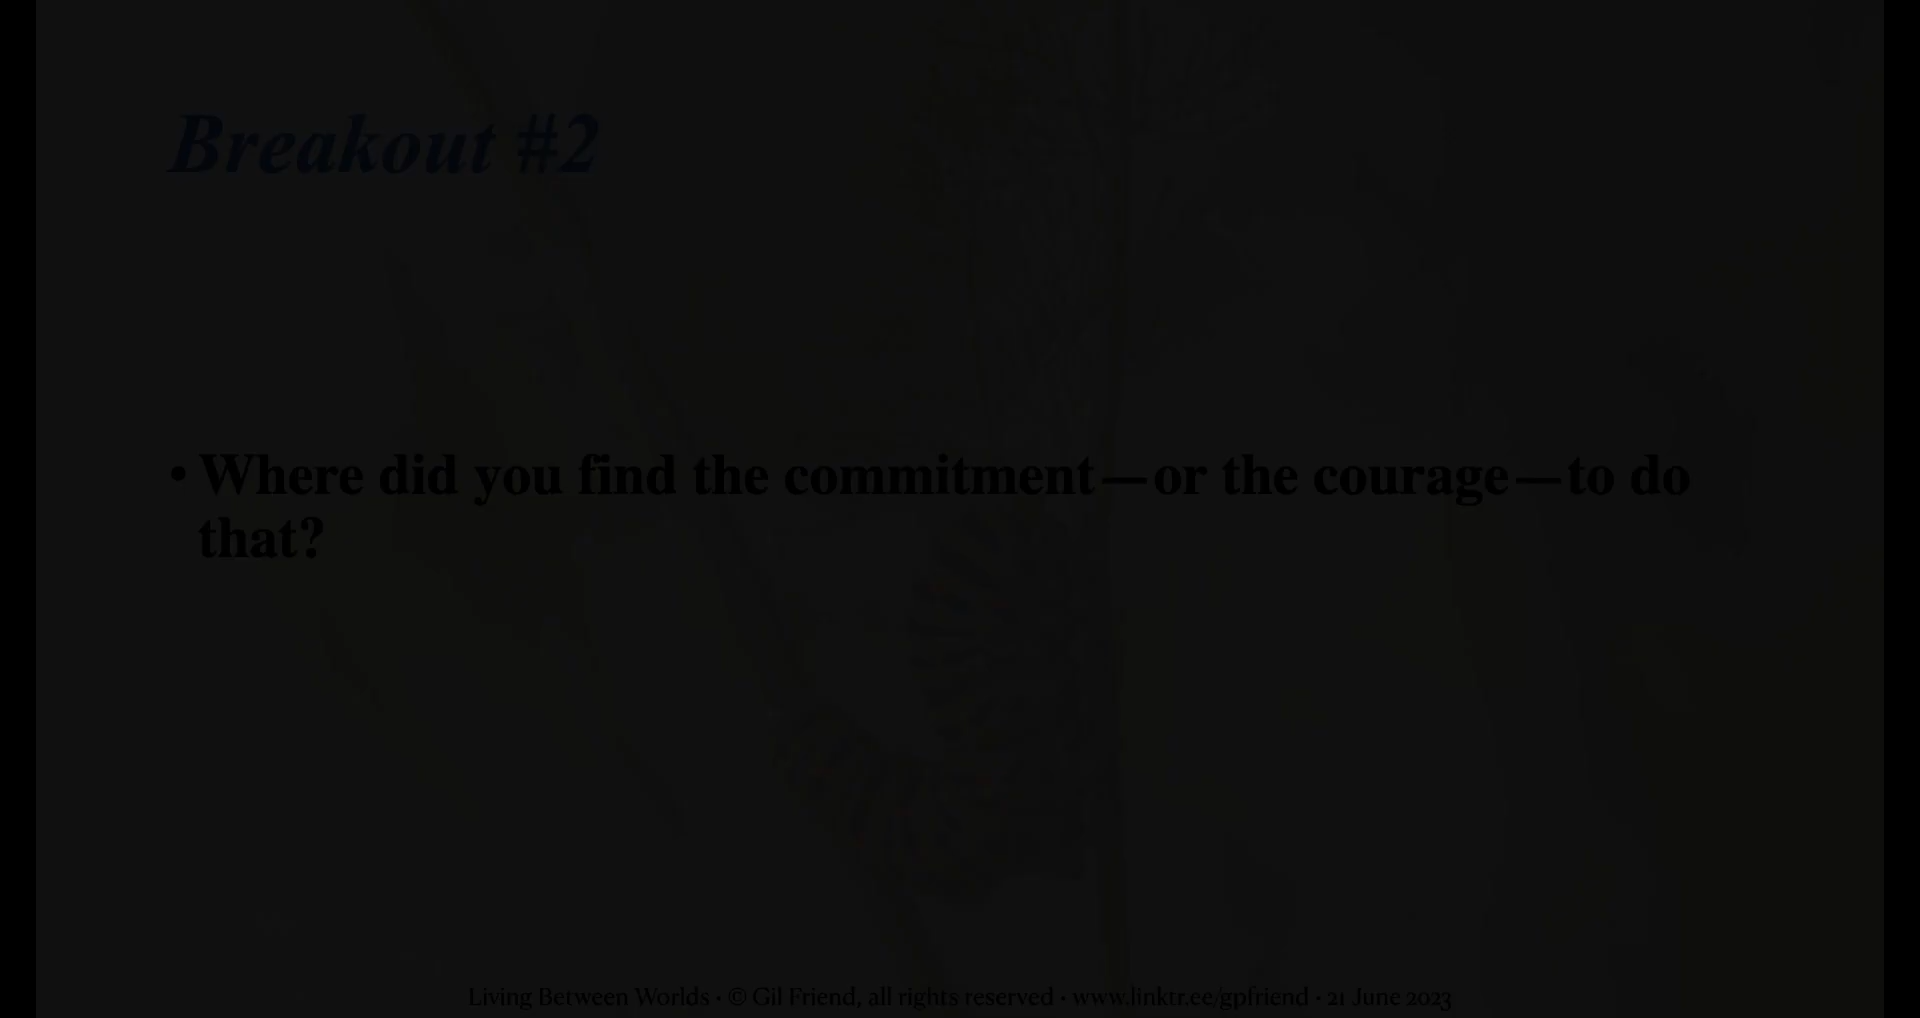 Breakout #2
• Where did you find the commitment—or the courage—to do
that?
Living Between Worlds · © Gil Friend, all rights reserved · www.linktr.ee/gpfriend · 21 June 2023